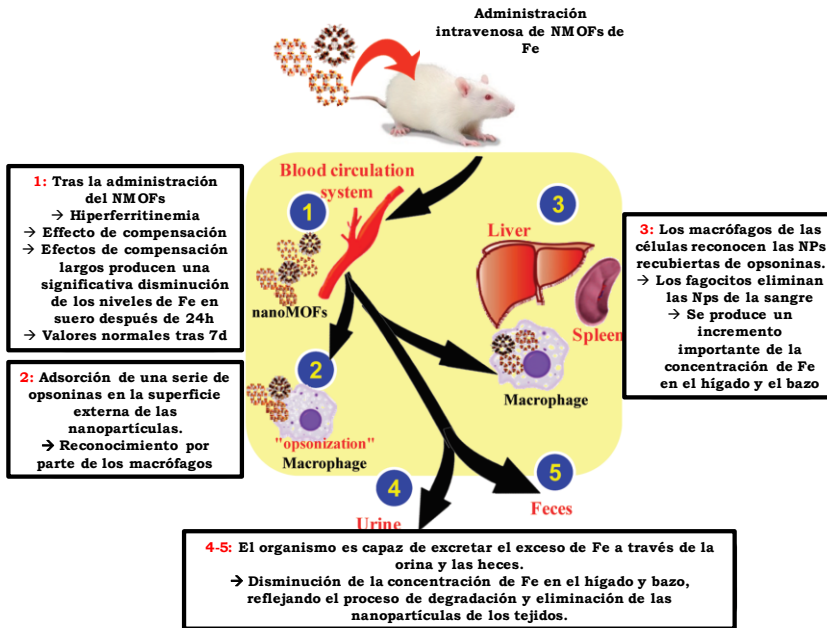 Administración
intravenosa de NMOFs de
Fe
1: Tras la administración
del NMOFs
→ Hiperferritinemia
→ Effecto de compensación
→ Efectos de compensación
largos producen una
significativa disminución
de los niveles de Fe en
suero después de 24h
→ Valores normales tras 7d
2: Adsorción de una serie de
opsoninas en la superficie
externa de las
nanopartículas.
→ Reconocimiento por
parte de los macrófagos
Blood circulation
system
1
nanoMOFs
2
"opsonization"
Macrophage
3
Liver
Spleen
Macrophage
3: Los macrófagos de las
células reconocen las NPs
recubiertas de opsoninas.
→ Los fagocitos eliminan
las Nps de la sangre
→ Se produce un
incremento
importante de la
concentración de Fe
en el hígado y el bazo
4
Urine
5
Feces
4-5: El organismo es capaz de excretar el exceso de Fe a través de la
orina y las heces.
→ Disminución de la concentración de Fe en el hígado y bazo,
reflejando el proceso de degradación y eliminación de las
nanopartículas de los tejidos.